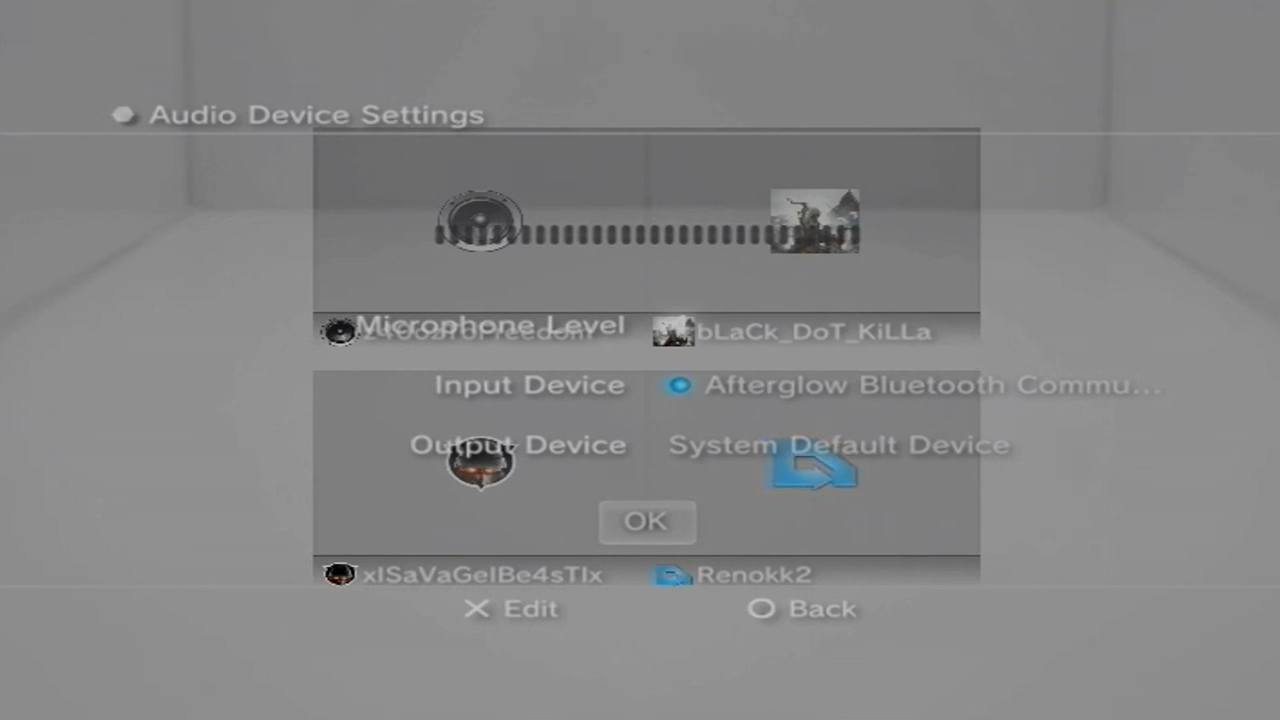 Audio Device Settings
Microphone Level
bLaCk_DoT_KiLLa
Input Device
Afterglow Bluetooth Commu...
Output Device
System Default Device
OK
xISaVaGeIBe4sTIx
Renokk2
Edit
Back